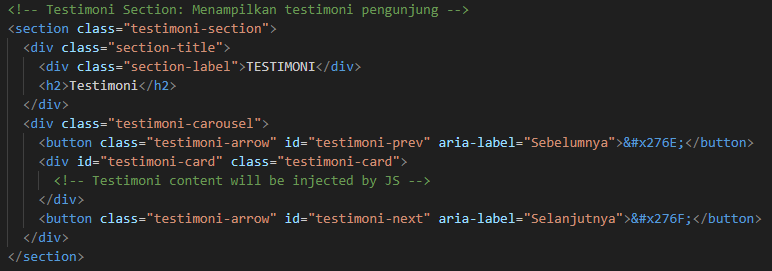 <!-- Testimoni Section: Menampilkan testimoni pengunjung -->
<section class="testimoni-section">
<div class="section-title">
<div class="section-label">TESTIMONI</div>
<h2>Testimoni</h2>
</div>
<div class="testimoni-carousel">
<button class="testimoni-arrow" id="testimoni-prev" aria-label="Sebelumnya">&#x276E;</button>
<div id="testimoni-card" class="testimoni-card">
<!-- Testimoni content will be injected by JS -->
</div>
<button class="testimoni-arrow" id="testimoni-next" aria-label="Selanjutnya">&#x276F;</button>
</div>
</section>